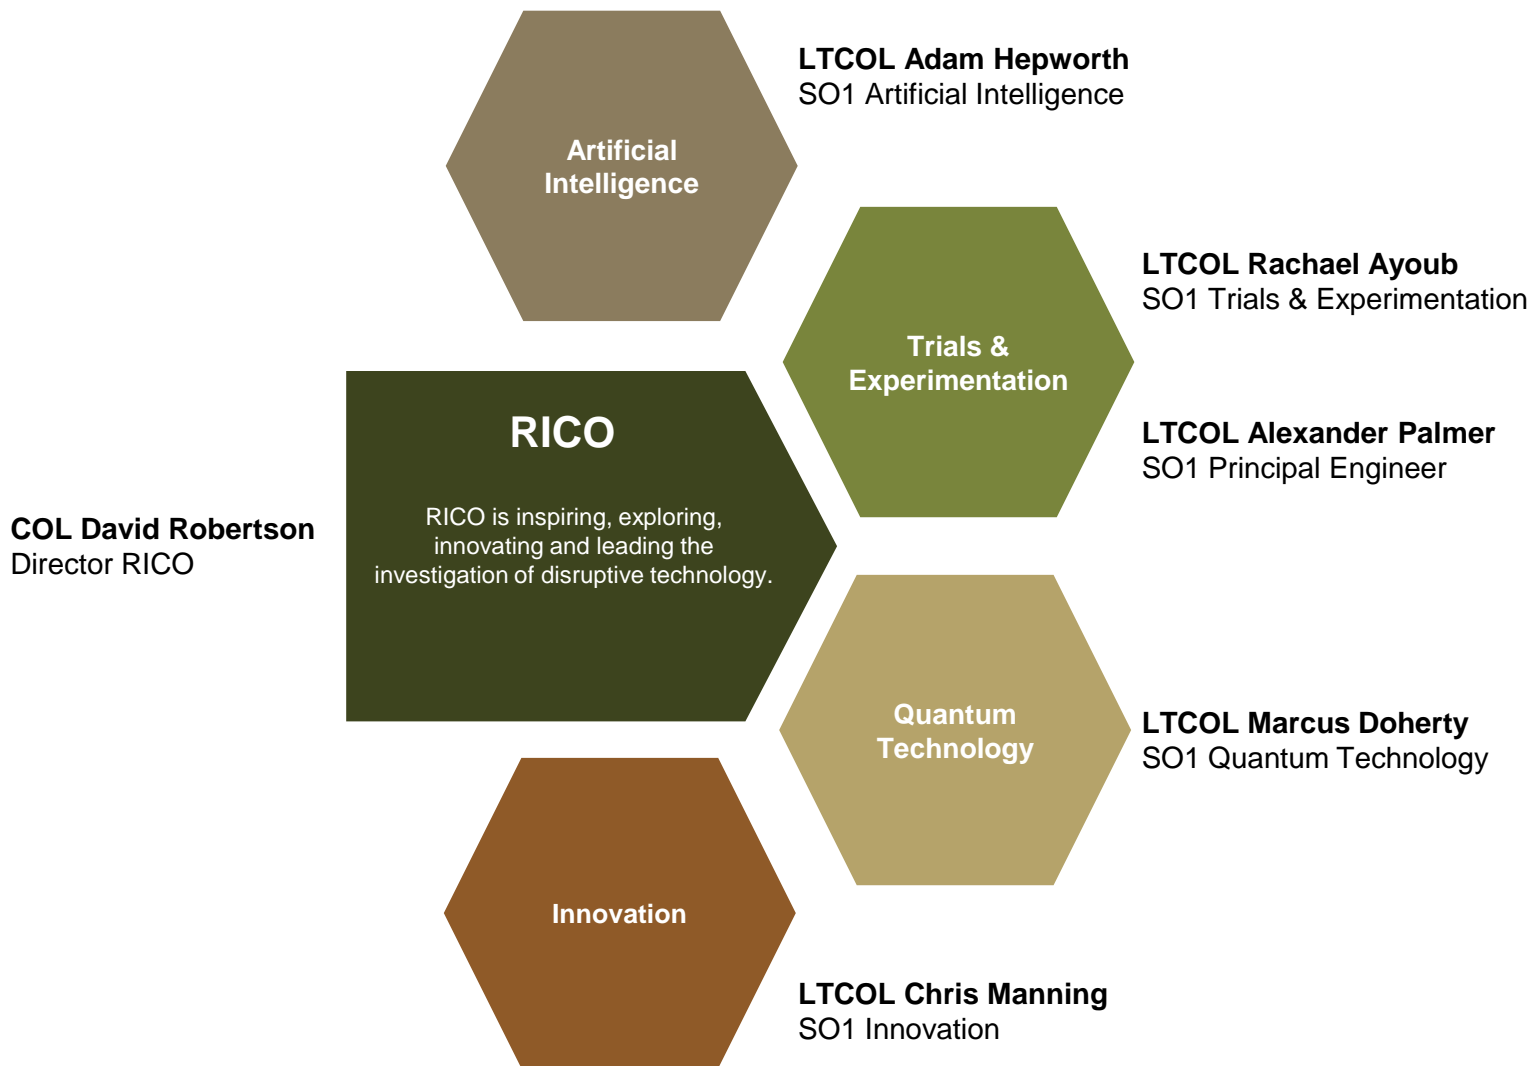 LTCOL Adam Hepworth
SO1 Artificial Intelligence
Artificial
Intelligence
LTCOL Rachael Ayoub
SO1 Trials & Experimentation
Trials &
Experimentation
LTCOL Alexander Palmer
SO1 Principal Engineer
RICO
RICO is inspiring, exploring,
innovating and leading the
investigation of disruptive technology.
COL David Robertson
Director RICO
Quantum
Technology
LTCOL Marcus Doherty
SO1 Quantum Technology
Innovation
LTCOL Chris Manning
SO1 Innovation